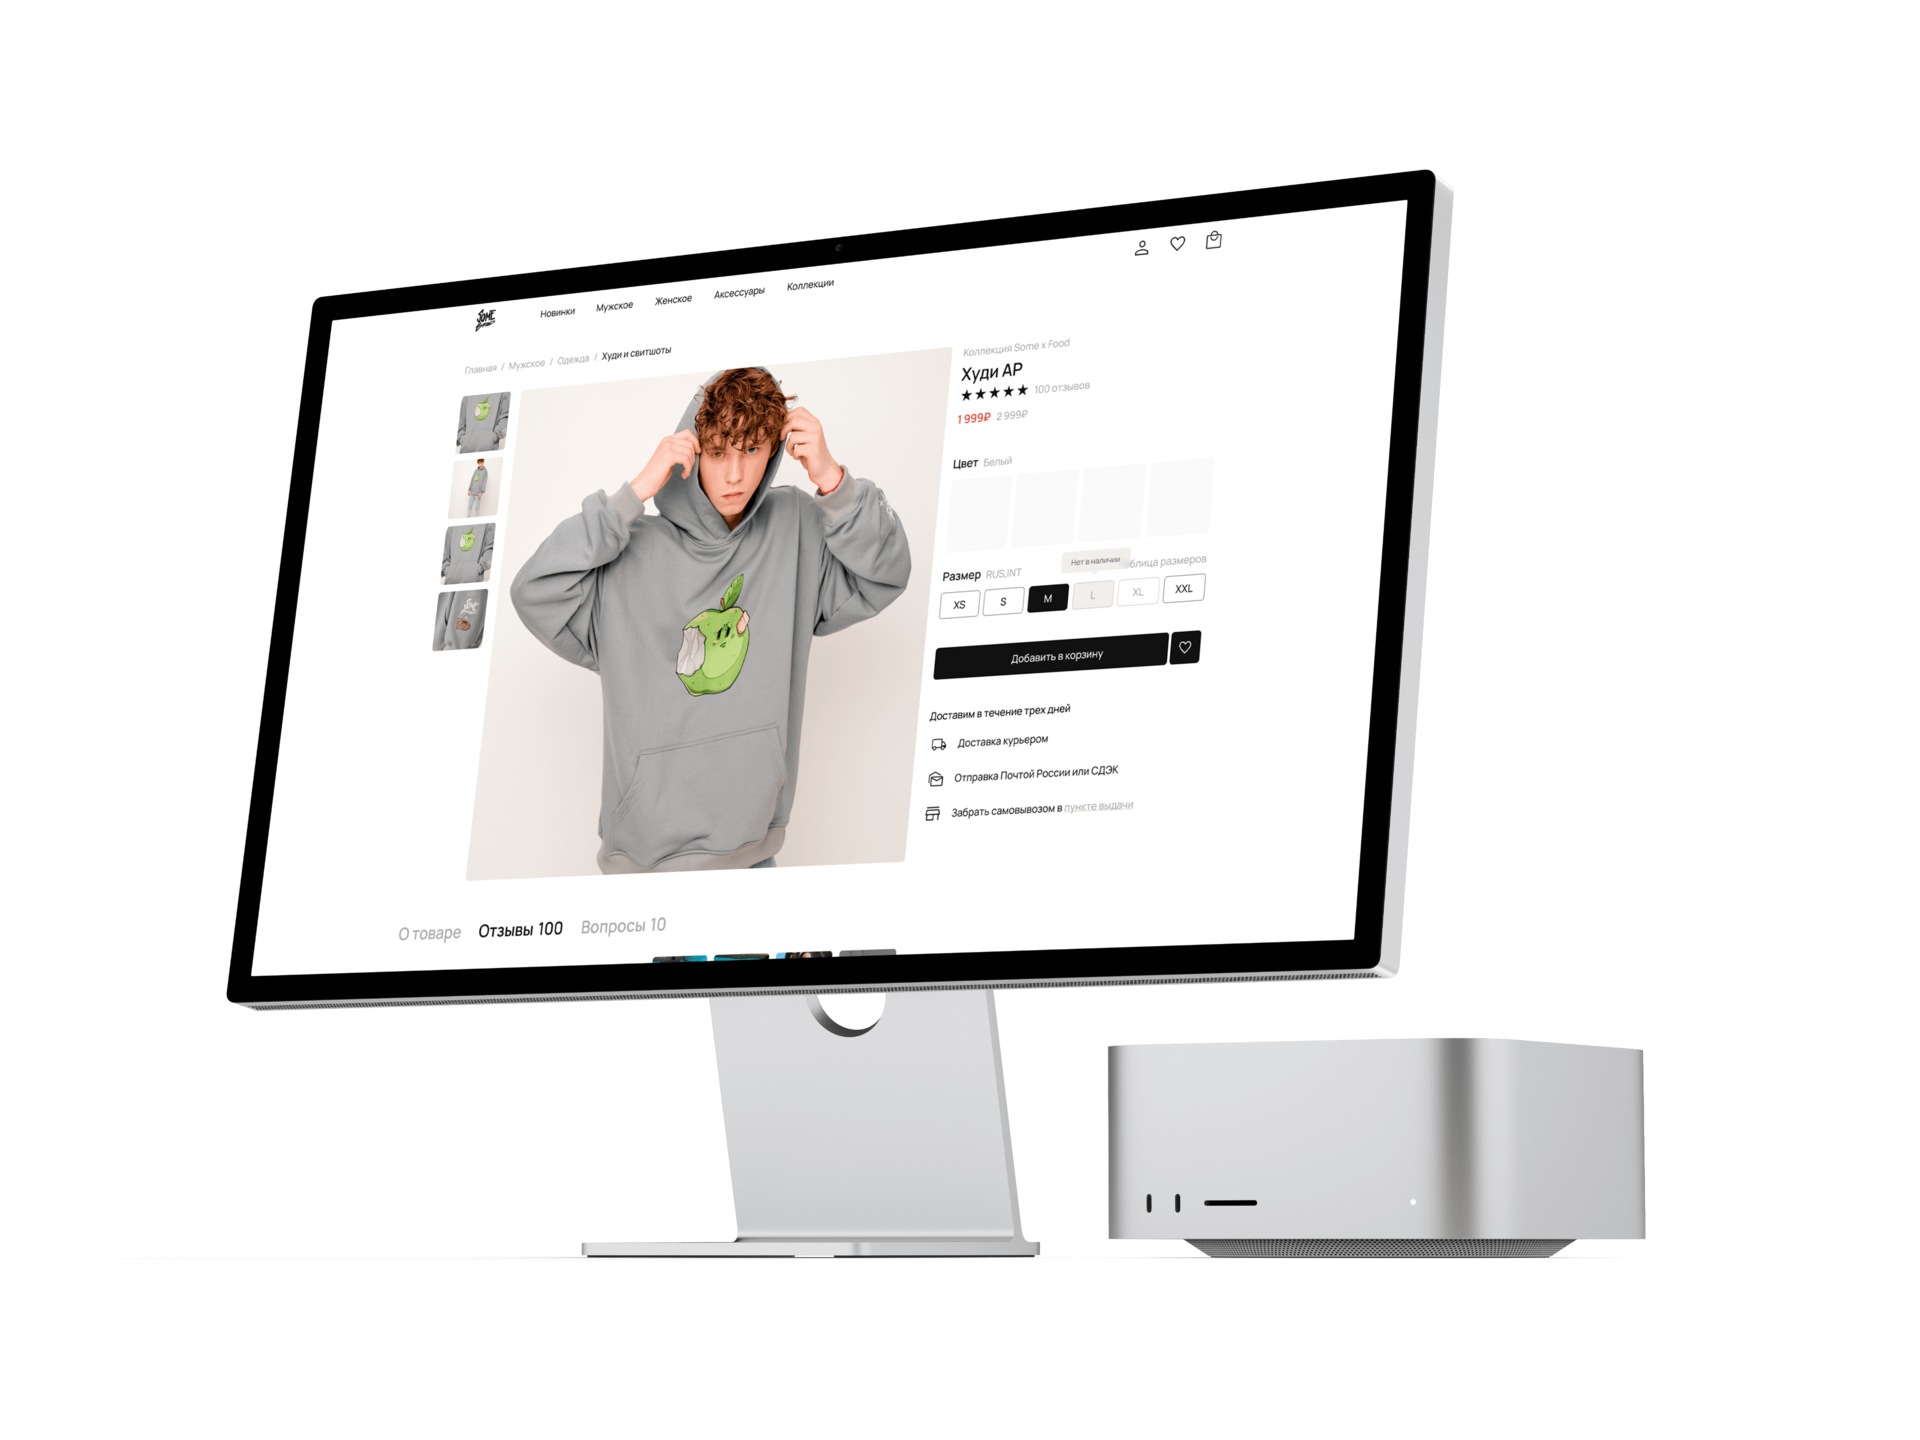 SOME
Новинки
Мужское
Женское
Аксессуары
Коллекции
Главная / Мужское / Одежда / Худи и свитшоты
Коллекция Some x Food
Худи AP
100 отзывов
1 999₽ 2 999₽
Цвет Белый
Нет в наличии
Размер RUS,INT
блица размеров
XS S M L XL XXL
Добавить в корзину
Доставим в течение трех дней
Доставка курьером
Отправка Почтой России или СДЭК
Забрать самовывозом в пункте выдачи
О товаре Отзывы 100 Вопросы 10